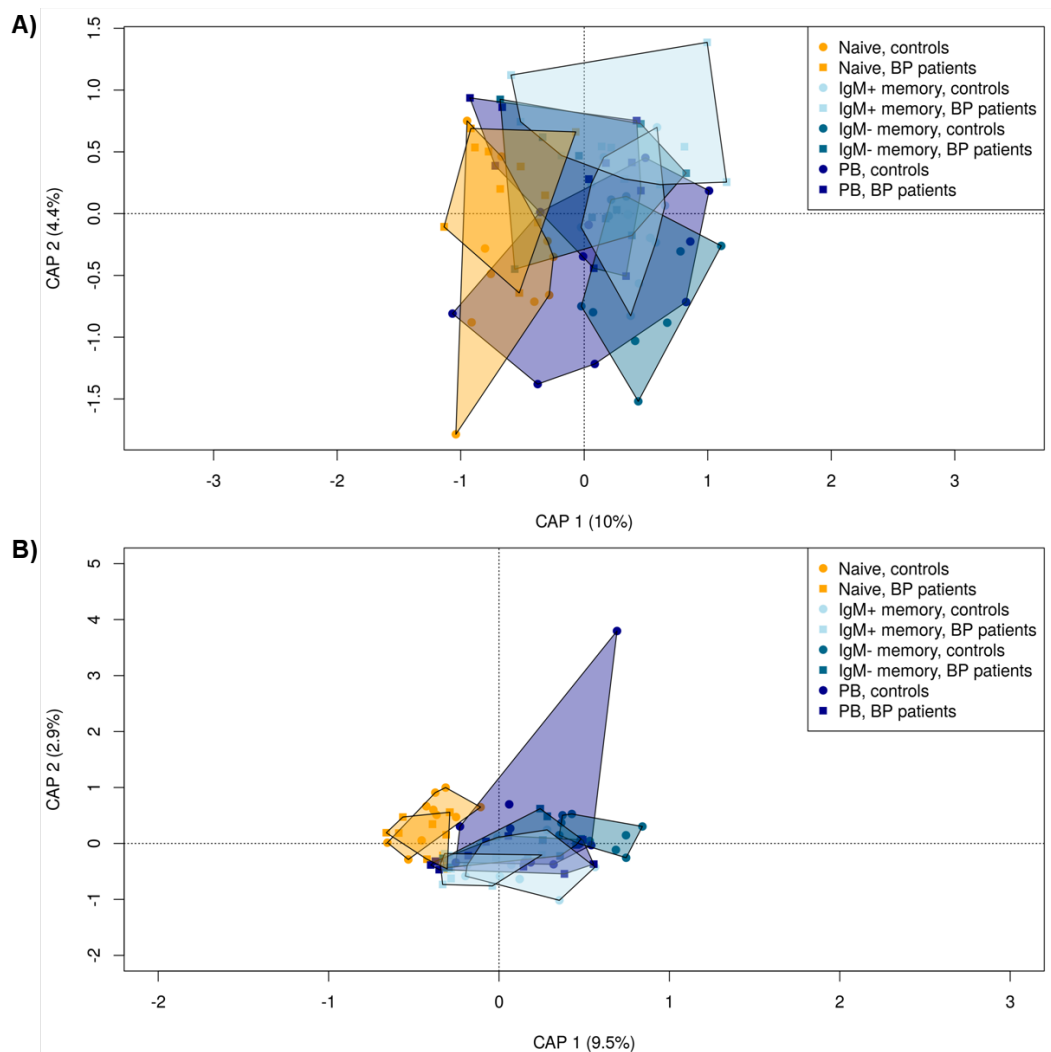 A)
1.5
1.0
0.5
0.0
-0.5
-1.0
-1.5
CAP 2 (4.4%)
Naive, controls
Naive, BP patients
IgM+ memory, controls
IgM+ memory, BP patients
IgM- memory, controls
IgM- memory, BP patients
PB, controls
PB, BP patients
-3 -2 -1 0 1 2 3
CAP 1 (10%)
B)
5
4
3
2
1
0
-1
-2
CAP 2 (2.9%)
Naive, controls
Naive, BP patients
IgM+ memory, controls
IgM+ memory, BP patients
IgM- memory, controls
IgM- memory, BP patients
PB, controls
PB, BP patients
-2 -1 0 1 2 3
CAP 1 (9.5%)